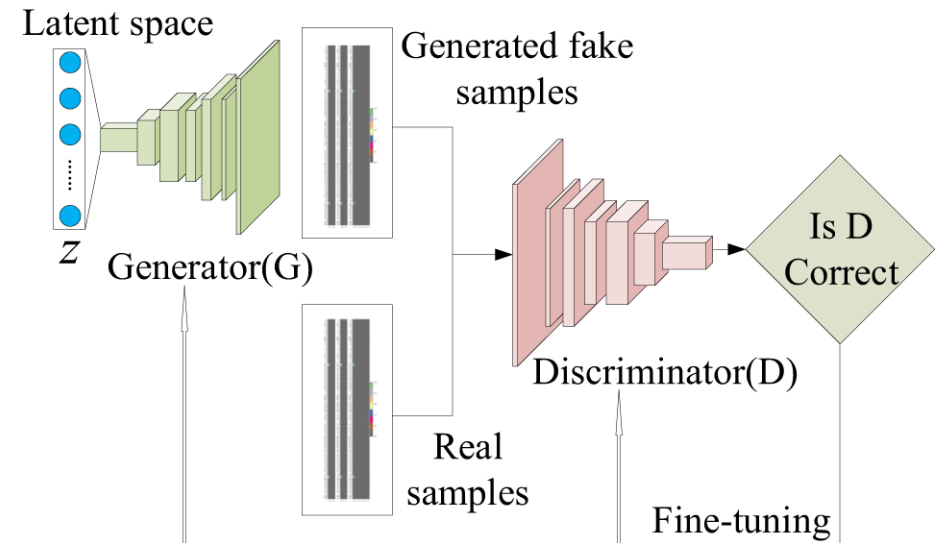 Latent space
z
Generator(G)
Generated fake
samples
Real
samples
Discriminator(D)
Is D
Correct
Fine-tuning